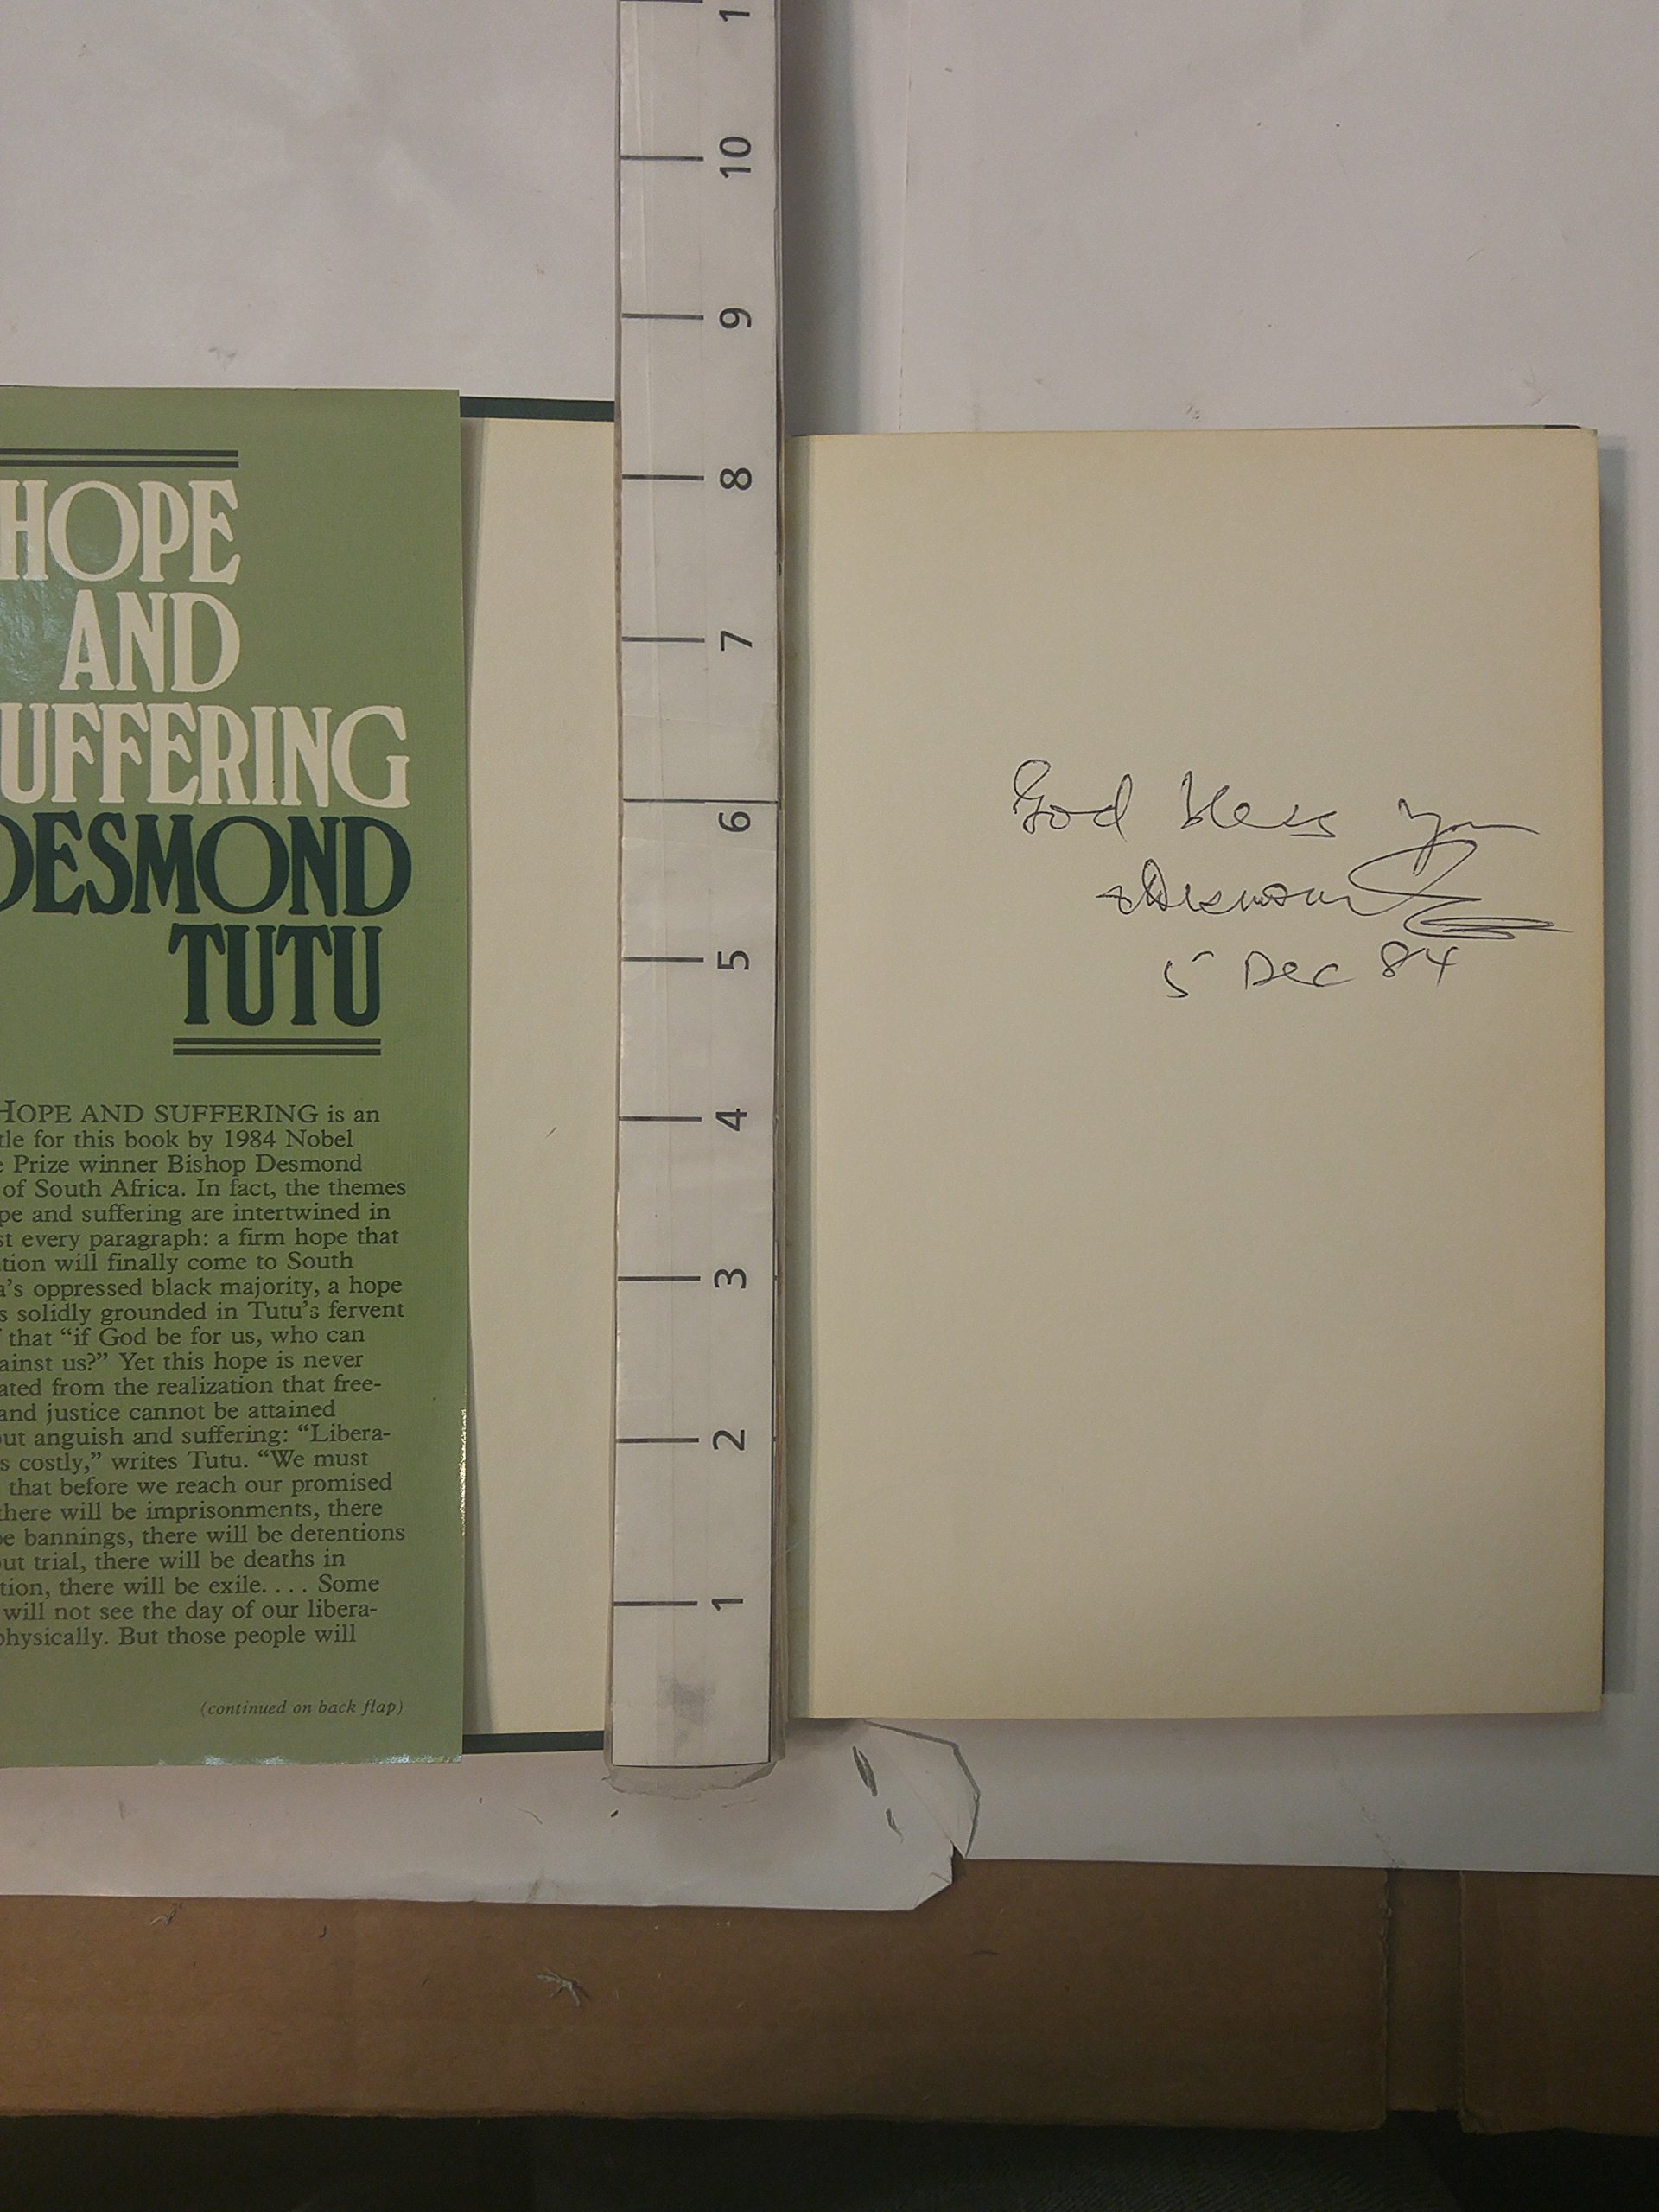 HOPE
AND
UFFERING
DESMOND
TUTU
HOPE AND SUFFERING is an
tle for this book by 1984 Nobel
e Prize winner Bishop Desmond
of South Africa. In fact, the themes
pe and suffering are intertwined in
st every paragraph: a firm hope that
tion will finally come to South
a's oppressed black majority, a hope
s solidly grounded in Tutu's fervent
f that “if God be for us, who can
ainst us?” Yet this hope is never
ated from the realization that free-
and justice cannot be attained
out anguish and suffering: “Libera-
s costly,” writes Tutu. “We must
that before we reach our promised
there will be imprisonments, there
be bannings, there will be detentions
out trial, there will be deaths in
tion, there will be exile. . . . Some
will not see the day of our libera-
physically. But those people will
(continued on back flap)
1
10
9
8
7
6
5
4
3
2
1
God bless you
Desmond
5 Dec 84